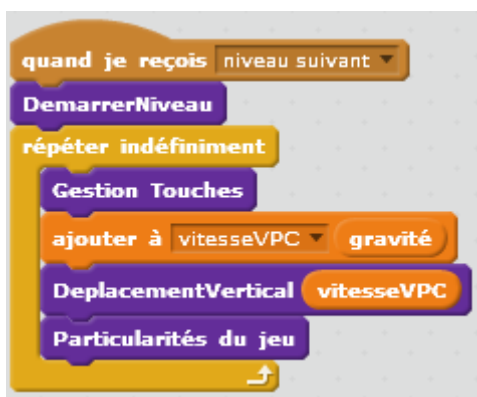 quand je reçois niveau suivant
DemarrerNiveau
répéter indéfiniment
Gestion Touches
ajouter à vitesseVPC gravité
DeplacementVertical vitesseVPC
Particularités du jeu